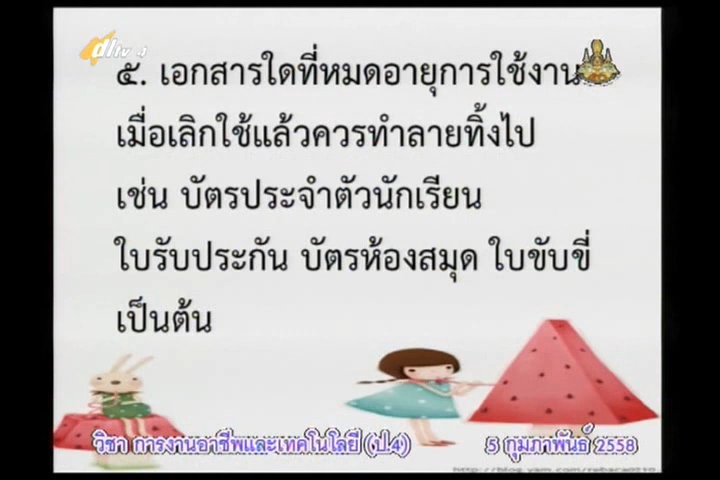 dltv 4
๕. เอกสารใดที่หมดอายุการใช้งาน
เมื่อเลิกใช้แล้วควรทำลายทิ้งไป
เช่น บัตรประจำตัวนักเรียน
ใบรับประกัน บัตรห้องสมุด ใบขับขี่
เป็นต้น
วิชา การงานอาชีพและเทคโนโลยี (ป.4) 5 กุมภาพันธ์ 2558